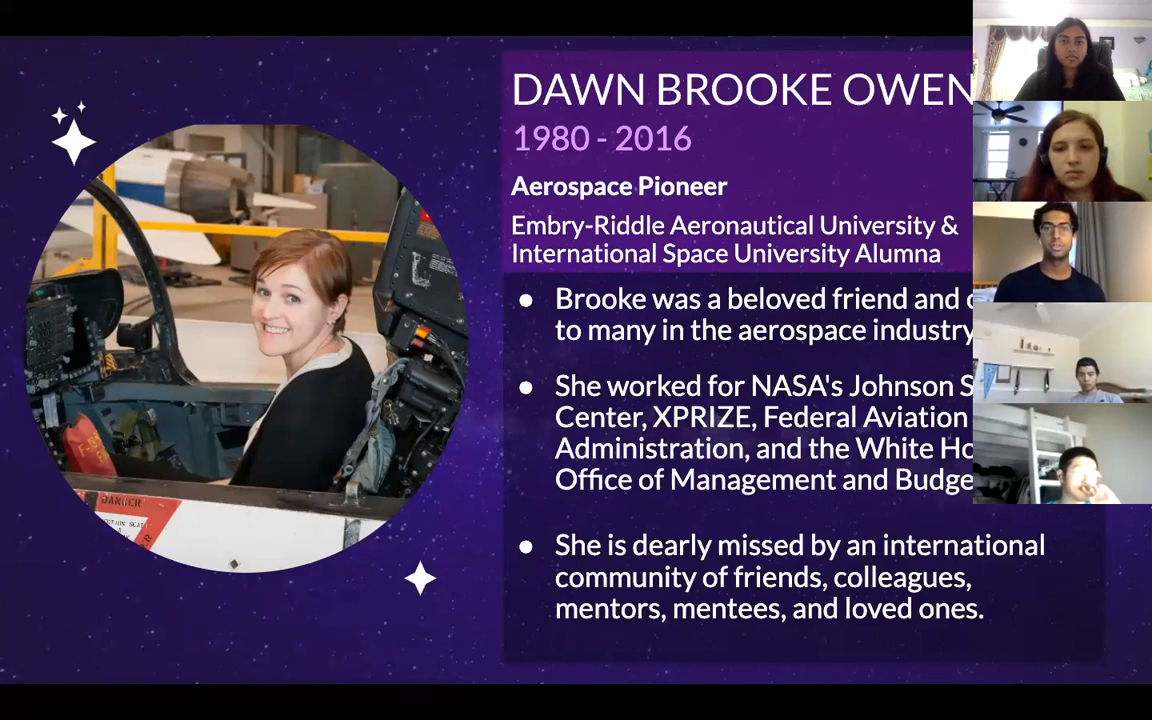 DAWN BROOKE OWEN
1980 - 2016
Aerospace Pioneer
Embry-Riddle Aeronautical University &
International Space University Alumna
● Brooke was a beloved friend and
to many in the aerospace industry
● She worked for NASA's Johnson S
Center, XPRIZE, Federal Aviation
Administration, and the White Ho
Office of Management and Budge
● She is dearly missed by an international
community of friends, colleagues,
mentors, mentees, and loved ones.
DANGER